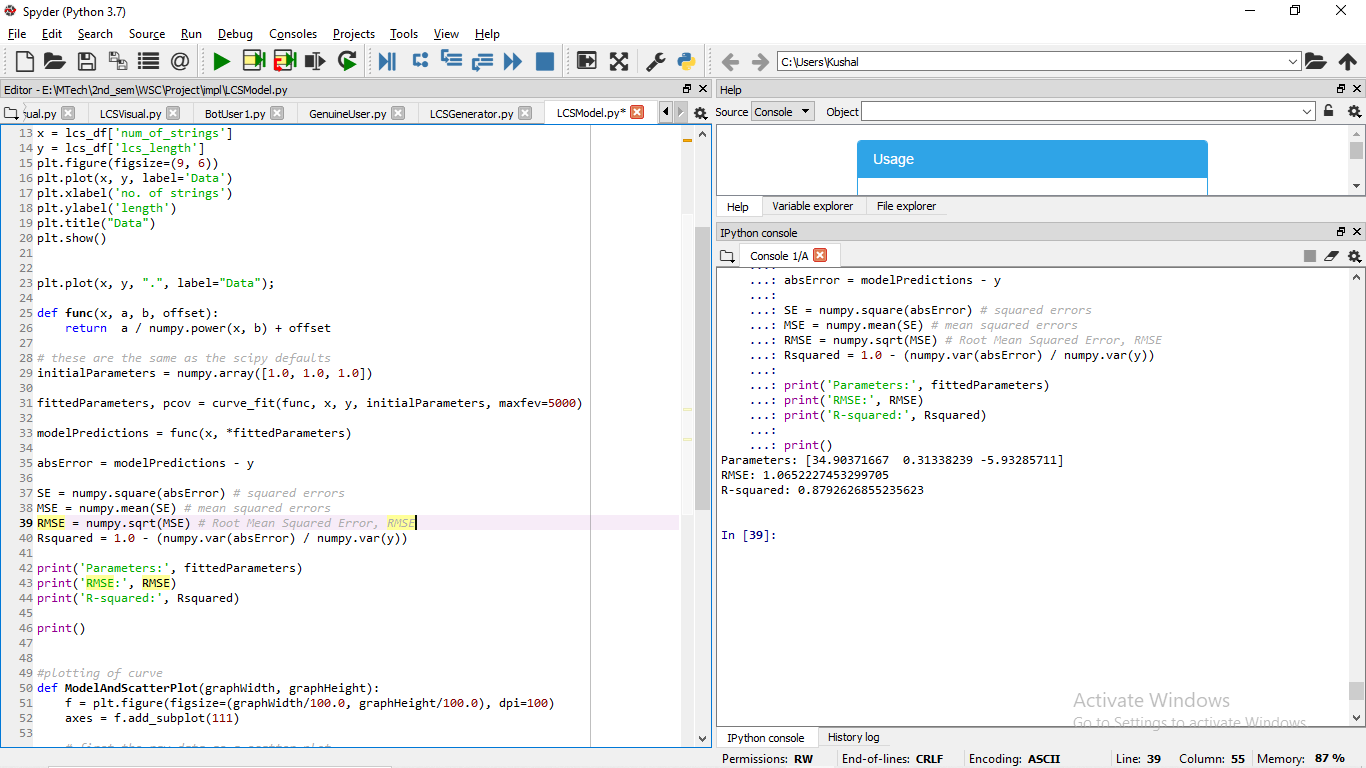 Spyder (Python 3.7)
File Edit Search Source Run Debug Consoles Projects Tools View Help
C:\Users\Kushal
Editor - E:\MTech\2nd_sem\WSC\Project\impl\LCSModel.py
ual.py LCSVisual.py BotUser1.py GenuineUser.py LCSGenerator.py LCSModel.py*
13 x = lcs_df['num_of_strings']
14 y = lcs_df['lcs_length']
15 plt.figure(figsize=(9, 6))
16 plt.plot(x, y, label='Data')
17 plt.xlabel('no. of strings')
18 plt.ylabel('length')
19 plt.title("Data")
20 plt.show()
21
22
23 plt.plot(x, y, ".", label="Data");
24
25 def func(x, a, b, offset):
26     return  a / numpy.power(x, b) + offset
27
28 # these are the same as the scipy defaults
29 initialParameters = numpy.array([1.0, 1.0, 1.0])
30
31 fittedParameters, pcov = curve_fit(func, x, y, initialParameters, maxfev=5000)
32
33 modelPredictions = func(x, *fittedParameters)
34
35 absError = modelPredictions - y
36
37 SE = numpy.square(absError) # squared errors
38 MSE = numpy.mean(SE) # mean squared errors
39 RMSE = numpy.sqrt(MSE) # Root Mean Squared Error, RMSE
40 Rsquared = 1.0 - (numpy.var(absError) / numpy.var(y))
41
42 print('Parameters:', fittedParameters)
43 print('RMSE:', RMSE)
44 print('R-squared:', Rsquared)
45
46 print()
47
48
49 #plotting of curve
50 def ModelAndScatterPlot(graphWidth, graphHeight):
51     f = plt.figure(figsize=(graphWidth/100.0, graphHeight/100.0), dpi=100)
52     axes = f.add_subplot(111)
53
# first the raw data as a scatter plot
Help
Source Console Object
Usage
Help Variable explorer File explorer
IPython console
Console 1/A
...: absError = modelPredictions - y
...:
...: SE = numpy.square(absError) # squared errors
...: MSE = numpy.mean(SE) # mean squared errors
...: RMSE = numpy.sqrt(MSE) # Root Mean Squared Error, RMSE
...: Rsquared = 1.0 - (numpy.var(absError) / numpy.var(y))
...:
...: print('Parameters:', fittedParameters)
...: print('RMSE:', RMSE)
...: print('R-squared:', Rsquared)
...:
...: print()
Parameters: [34.90371667  0.31338239 -5.93285711]
RMSE: 1.0652227453299705
R-squared: 0.8792626855235623
In [39]:
Activate Windows
Go to Settings to activate Windows.
IPython console History log
Permissions: RW End-of-lines: CRLF Encoding: ASCII Line: 39 Column: 55 Memory: 87 %